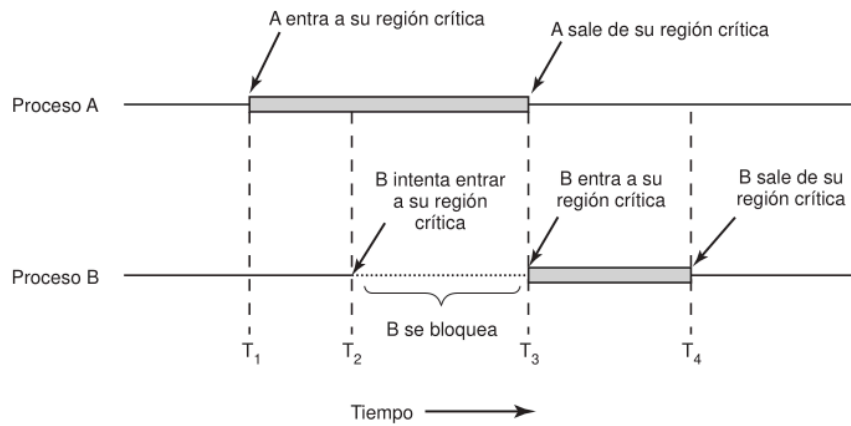 A entra a su región crítica
A sale de su región crítica
Proceso A
B intenta entrar
a su región
crítica
B entra a su
región crítica
B sale de su
región crítica
Proceso B
B se bloquea
T1
T2
T3
T4
Tiempo